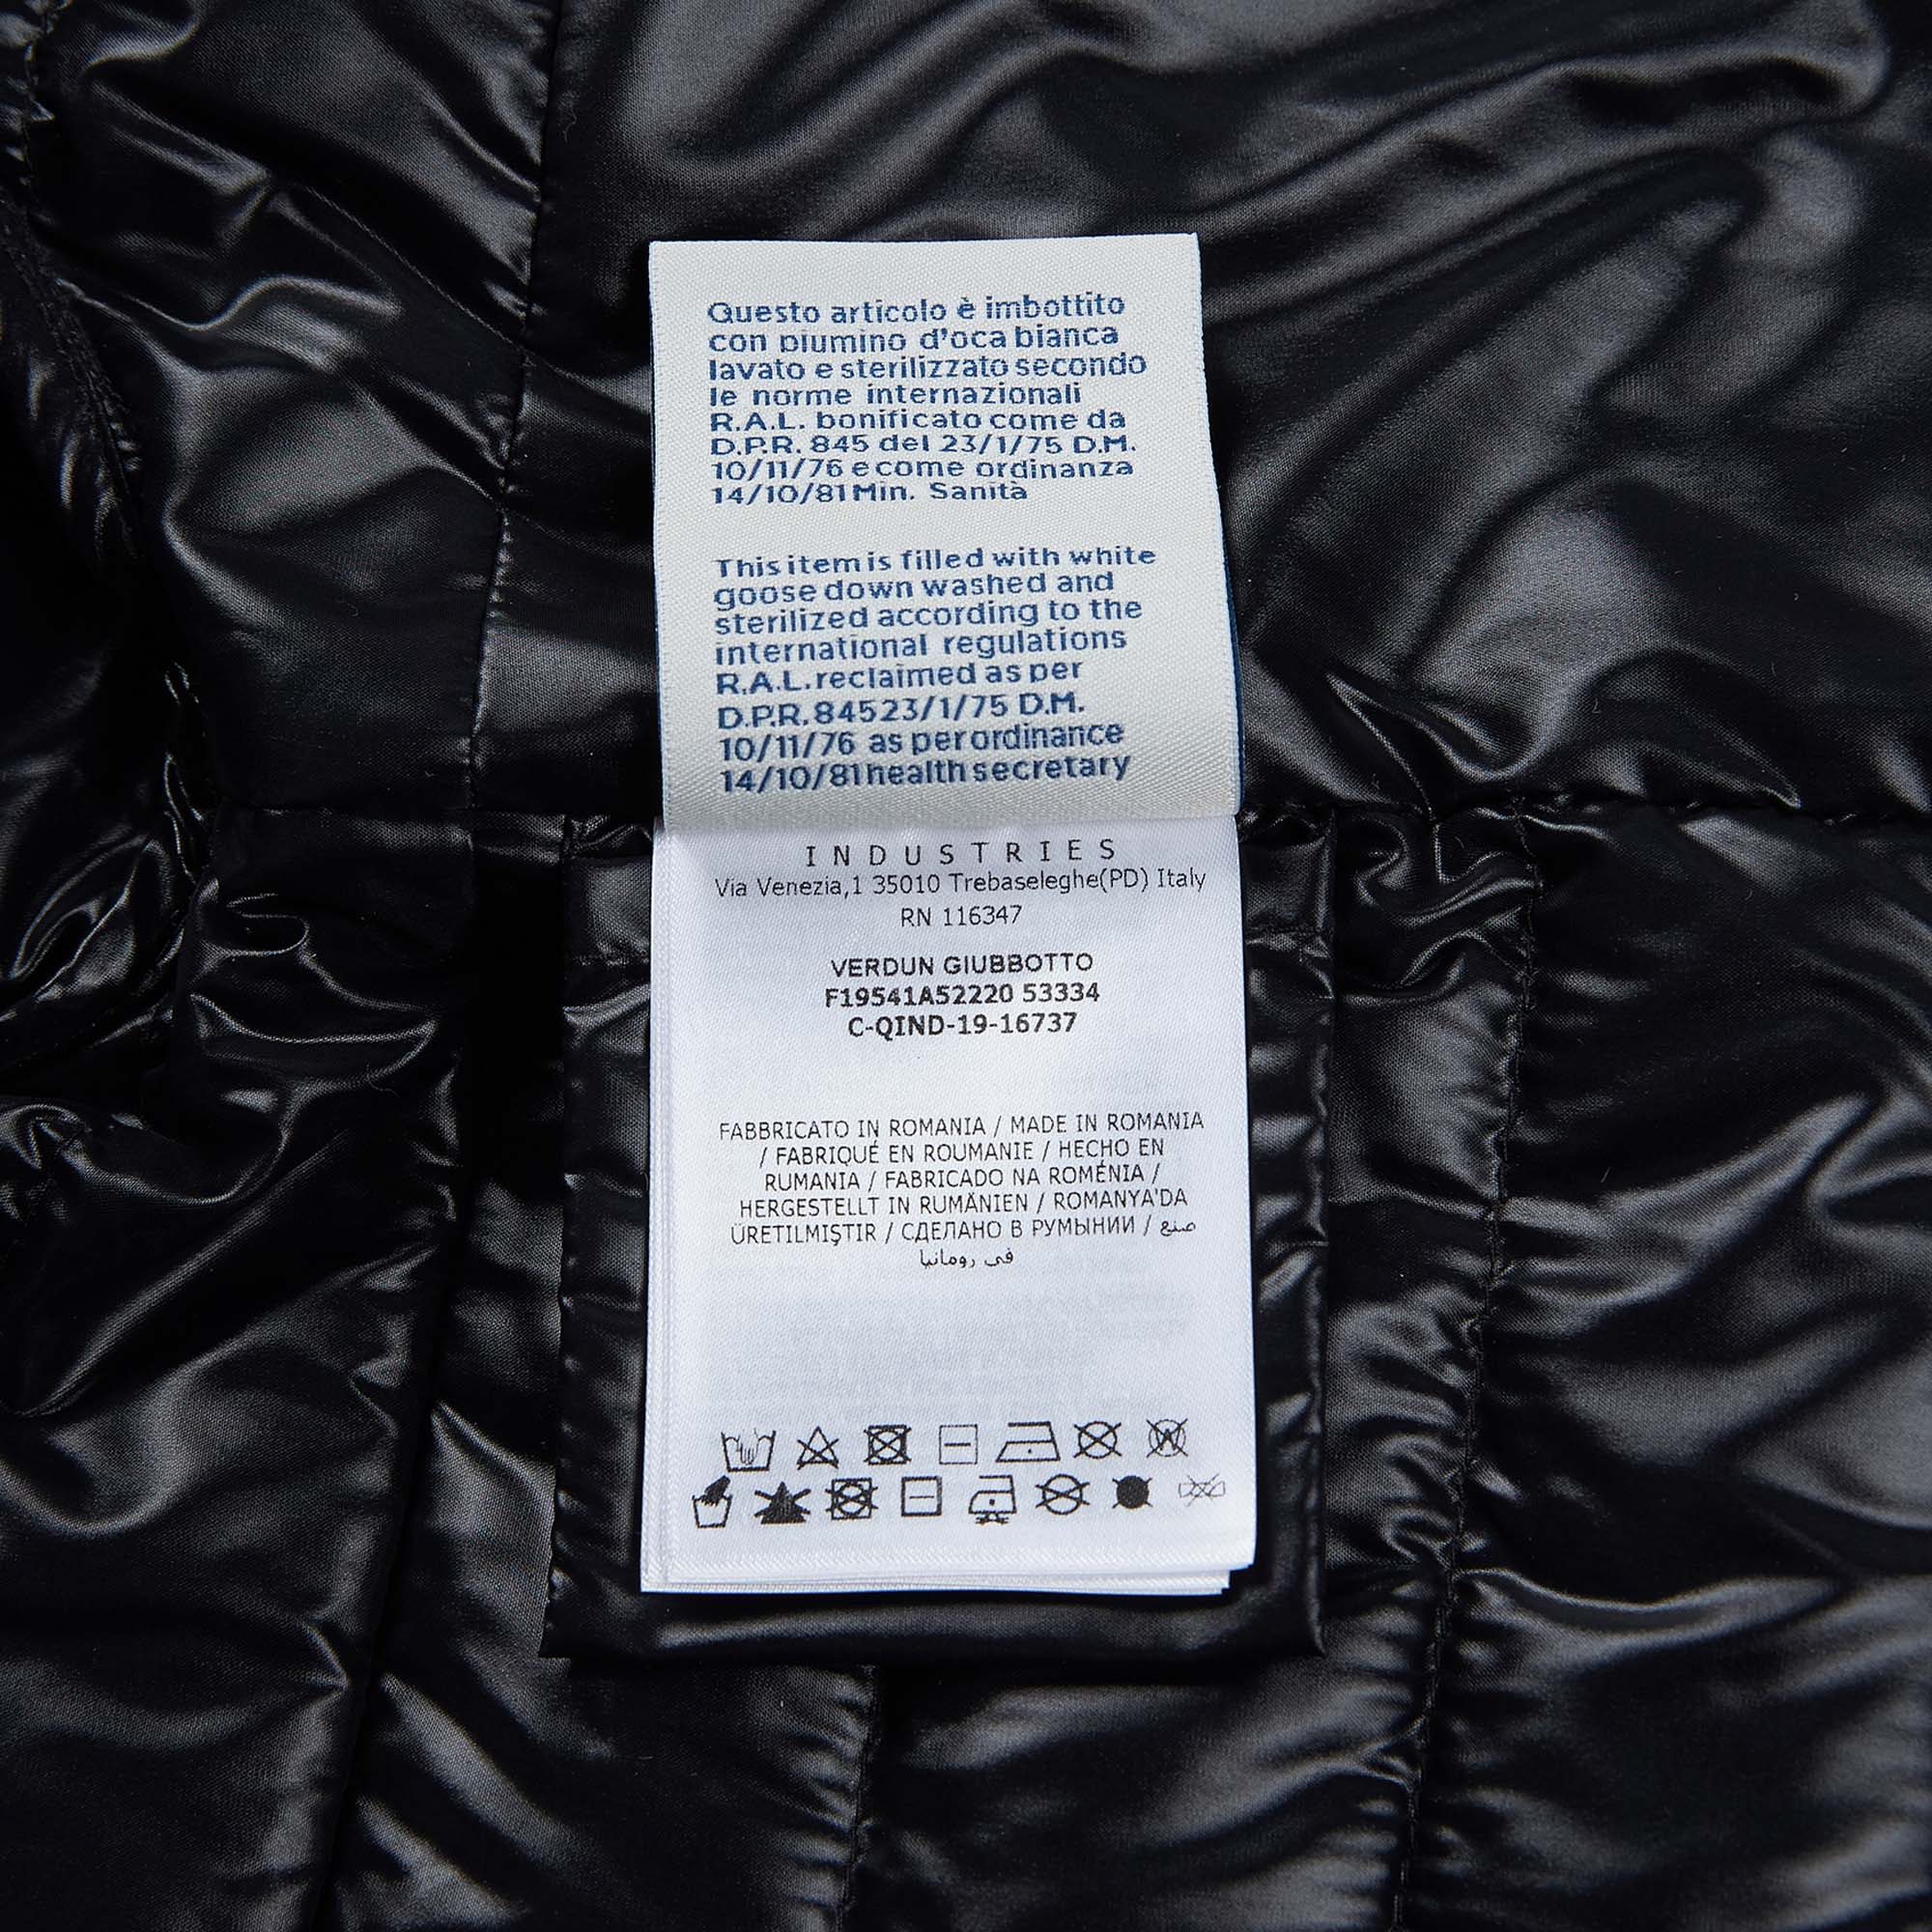 Questo articolo è imbottito
con piumino d'oca bianca
lavato e sterilizzato secondo
le norme internazionali
R.A.L. bonificato come da
D.P.R. 845 del 23/1/75 D.M.
10/11/76 e come ordinanza
14/10/81 Min. Sanità
This item is filled with white
goose down washed and
sterilized according to the
international regulations
R.A.L. reclaimed as per
D.P.R. 845 23/1/75 D.M.
10/11/76 as per ordinance
14/10/81 health secretary
INDUSTRIES
Via Venezia,1 35010 Trebaseleghe(PD) Italy
RN 116347
VERDUN GIUBBOTTO
F19541A52220 53334
C-QIND-19-16737
FABBRICATO IN ROMANIA / MADE IN ROMANIA
/ FABRIQUÉ EN ROUMANIE / HECHO EN
RUMANIA / FABRICADO NA ROMÉNIA /
HERGESTELLT IN RUMÄNIEN / ROMANYA'DA
ÜRETILMIŞTIR / СДЕЛАНО В РУМЫНИИ / صنع
في رومانيا